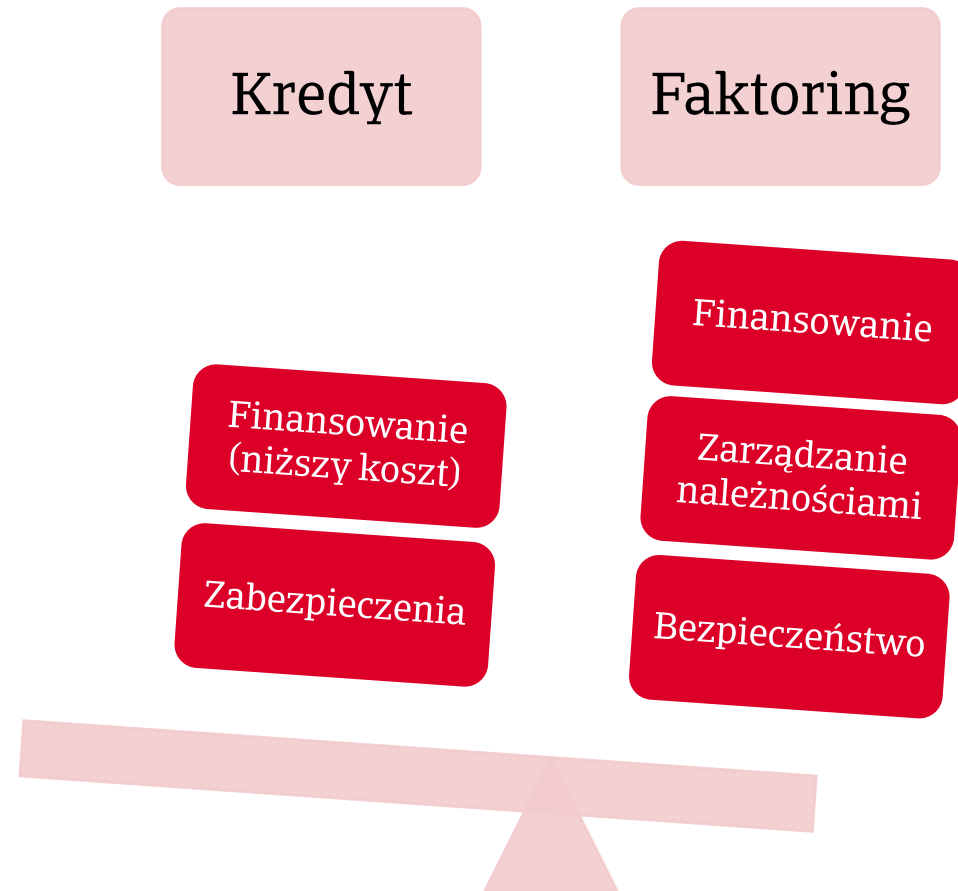 Kredyt
Faktoring
Finansowanie
(niższy koszt)
Zabezpieczenia
Finansowanie
Zarządzanie
należnościami
Bezpieczeństwo